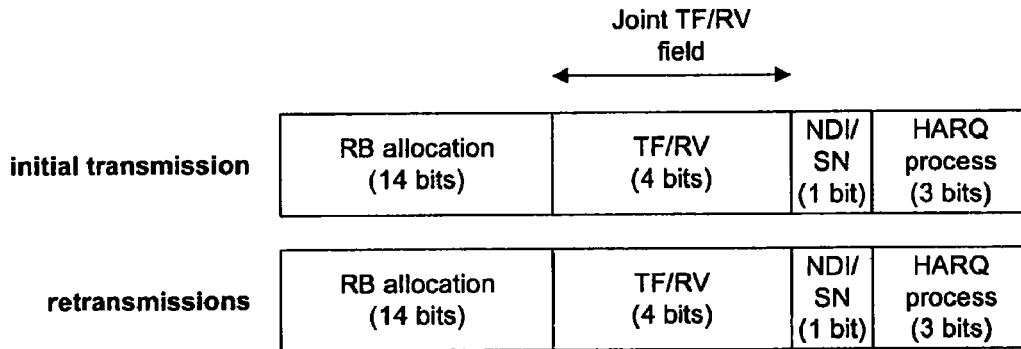 Joint TF/RV
field
initial transmission
RB allocation
(14 bits)
TF/RV
(4 bits)
NDI/
SN
(1 bit)
HARQ
process
(3 bits)
retransmissions
RB allocation
(14 bits)
TF/RV
(4 bits)
NDI/
SN
(1 bit)
HARQ
process
(3 bits)